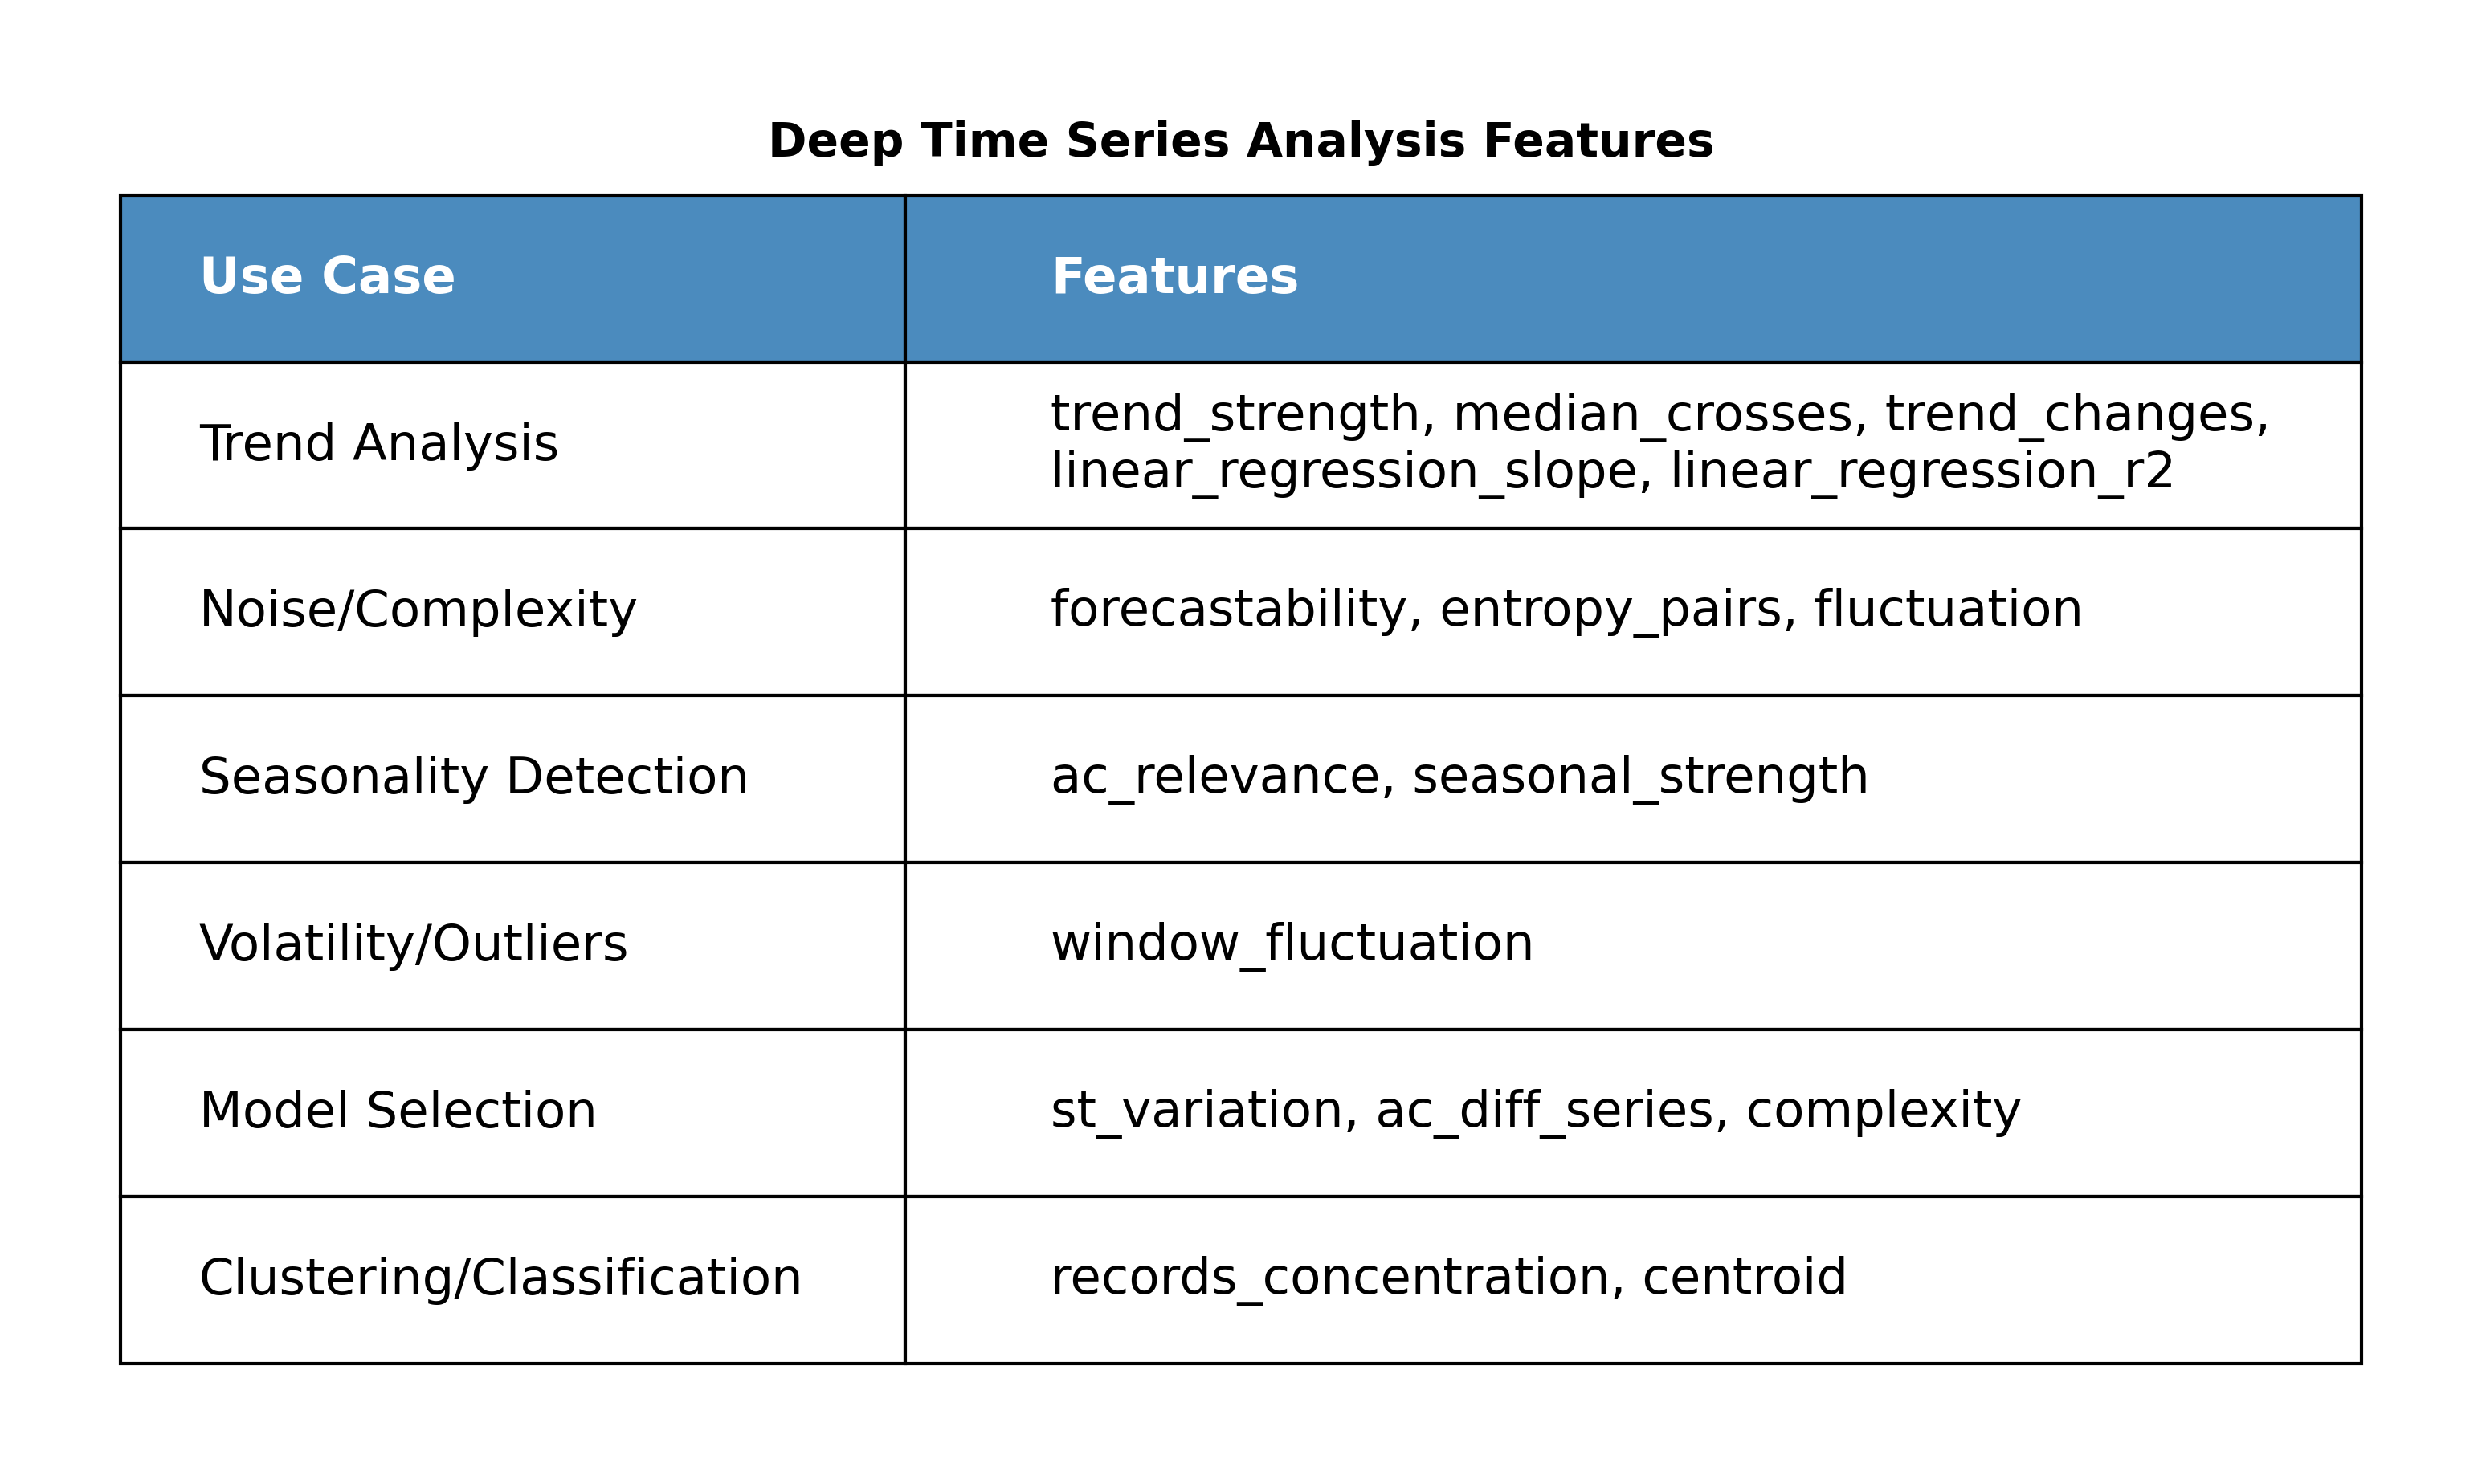 Deep Time Series Analysis Features
Use Case
Features
Trend Analysis
trend_strength, median_crosses, trend_changes,
linear_regression_slope, linear_regression_r2
Noise/Complexity
forecastability, entropy_pairs, fluctuation
Seasonality Detection
ac_relevance, seasonal_strength
Volatility/Outliers
window_fluctuation
Model Selection
st_variation, ac_diff_series, complexity
Clustering/Classification
records_concentration, centroid